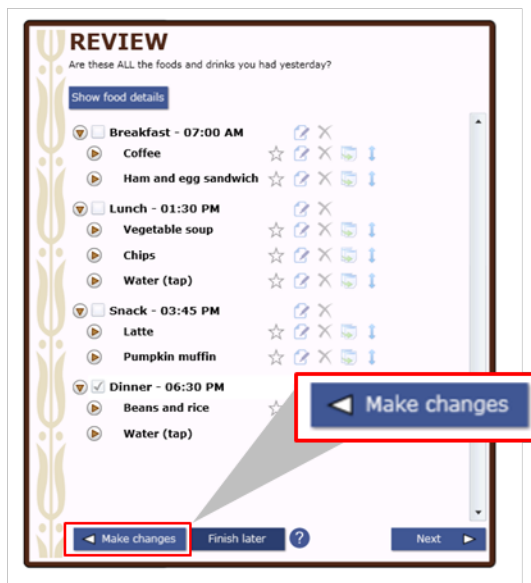 REVIEW
Are these ALL the foods and drinks you had yesterday?
Show food details
Breakfast - 07:00 AM
Coffee
Ham and egg sandwich
Lunch - 01:30 PM
Vegetable soup
Chips
Water (tap)
Snack - 03:45 PM
Latte
Pumpkin muffin
Dinner - 06:30 PM
Beans and rice
Water (tap)
Make changes
Make changes
Finish later
?
Next